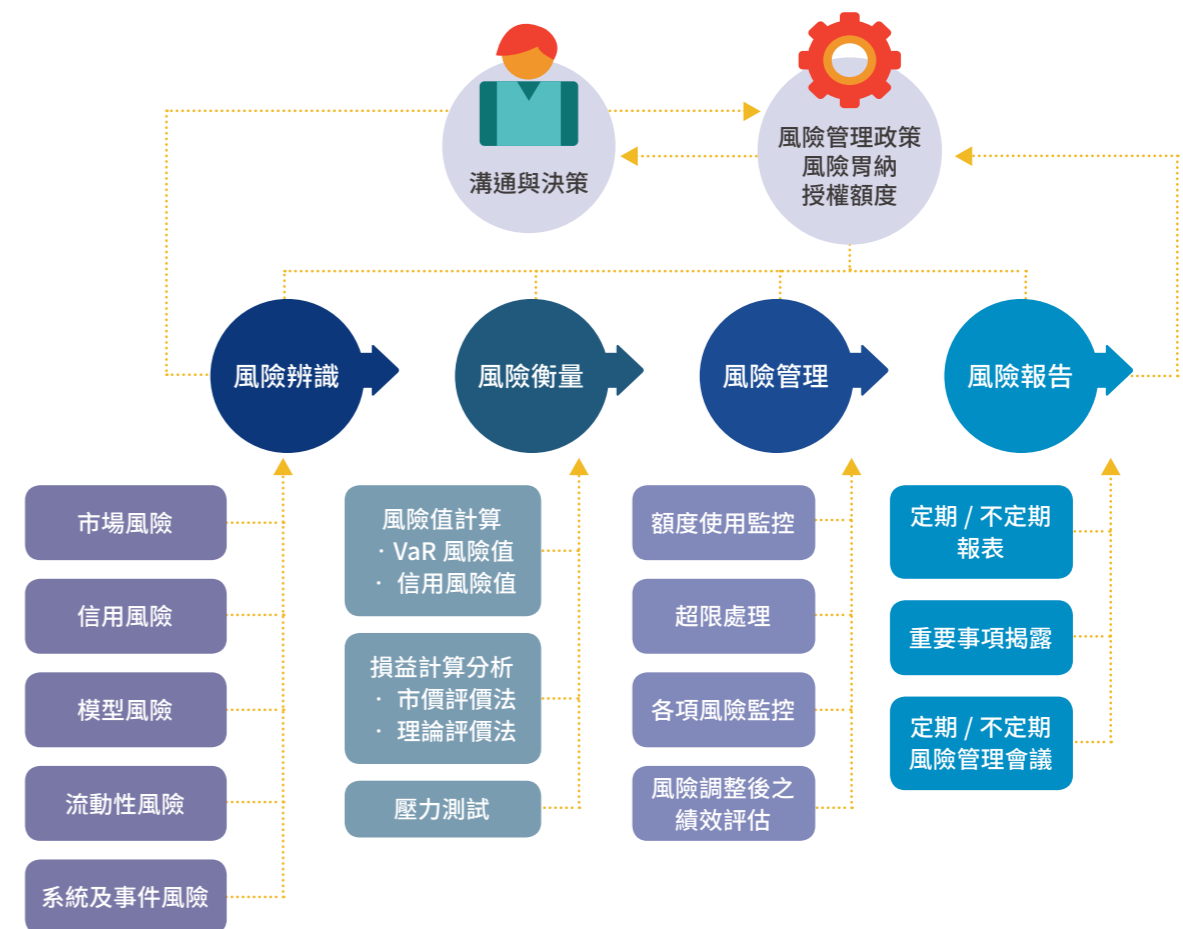 溝通與決策
風險管理政策
風險胃納
授權額度
風險辨識
風險衡量
風險管理
風險報告
市場風險
信用風險
模型風險
流動性風險
系統及事件風險
風險值計算
· VaR 風險值
· 信用風險值
損益計算分析
· 市價評價法
· 理論評價法
壓力測試
額度使用監控
超限處理
各項風險監控
風險調整後之
績效評估
定期 / 不定期
報表
重要事項揭露
定期 / 不定期
風險管理會議